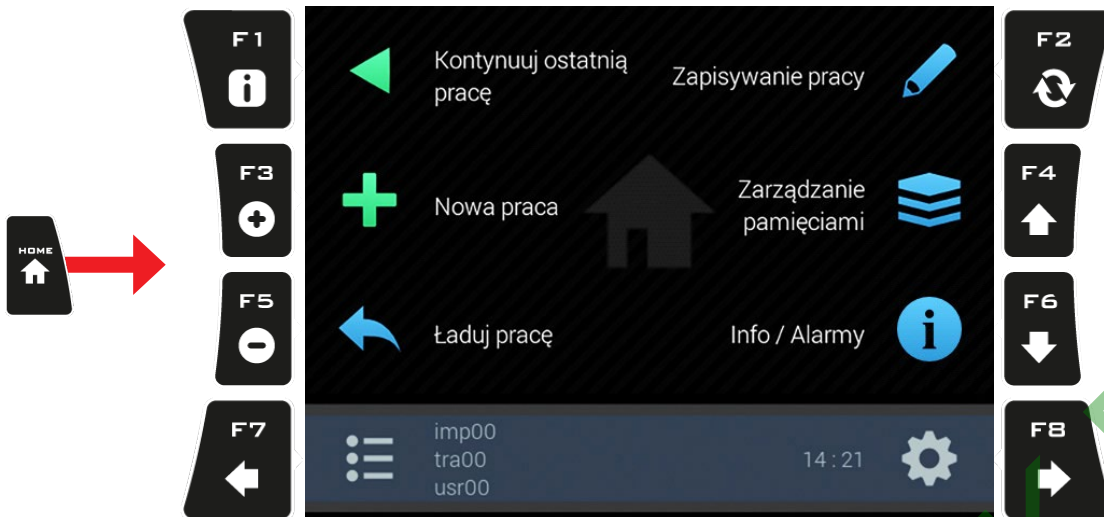 F1
Kontynuuj ostatnią
pracę
Zapisywanie pracy
F2
F3
Nowa praca
Zarządzanie
pamięciami
F4
HOME
F5
Ładuj pracę
Info / Alarmy
F6
F7
imp00
tra00
usr00
14 : 21
F8